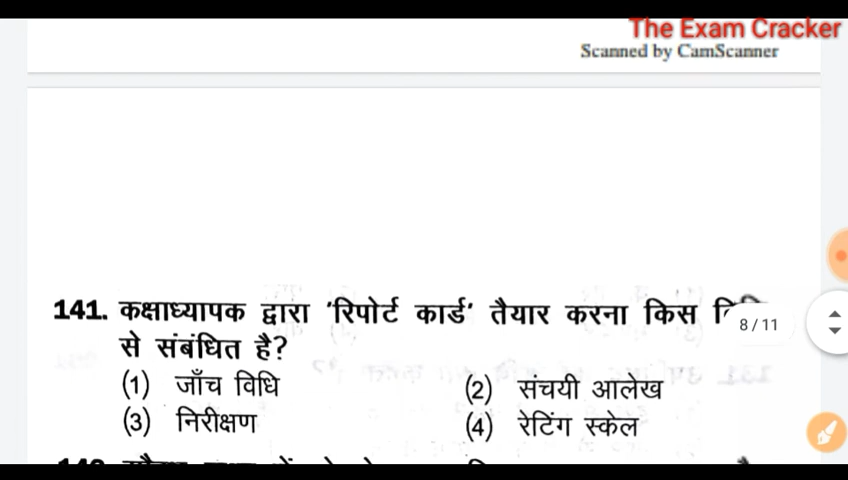 The Exam Cracker
Scanned by CamScanner
141. कक्षाध्यापक द्वारा 'रिपोर्ट कार्ड' तैयार करना किस
8/11
से संबंधित है?
(1) जाँच विधि (2) संचयी आलेख
(3) निरीक्षण (4) रेटिंग स्केल